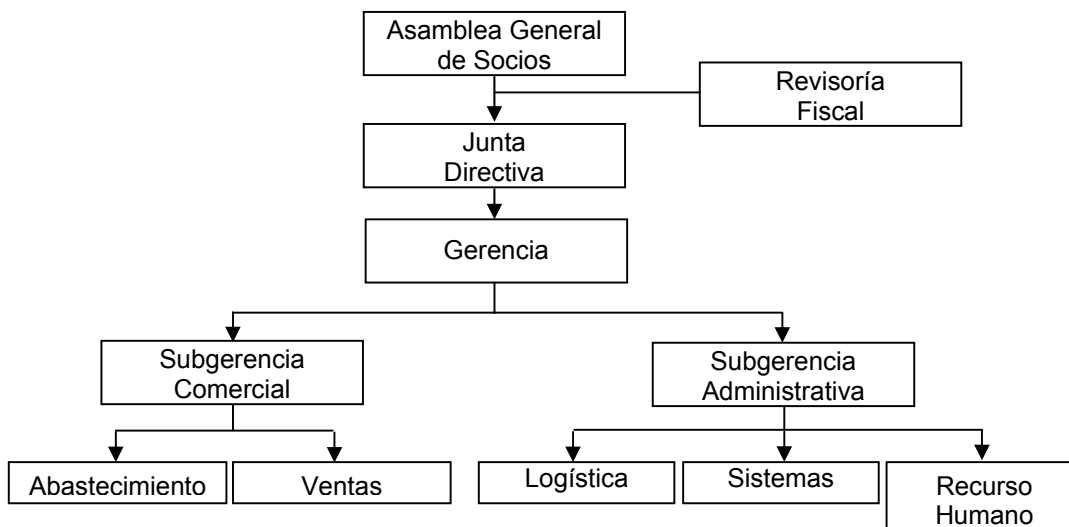 Asamblea General
de Socios
Revisoría
Fiscal
Junta
Directiva
Gerencia
Subgerencia
Comercial
Subgerencia
Administrativa
Abastecimiento
Ventas
Logística
Sistemas
Recurso
Humano